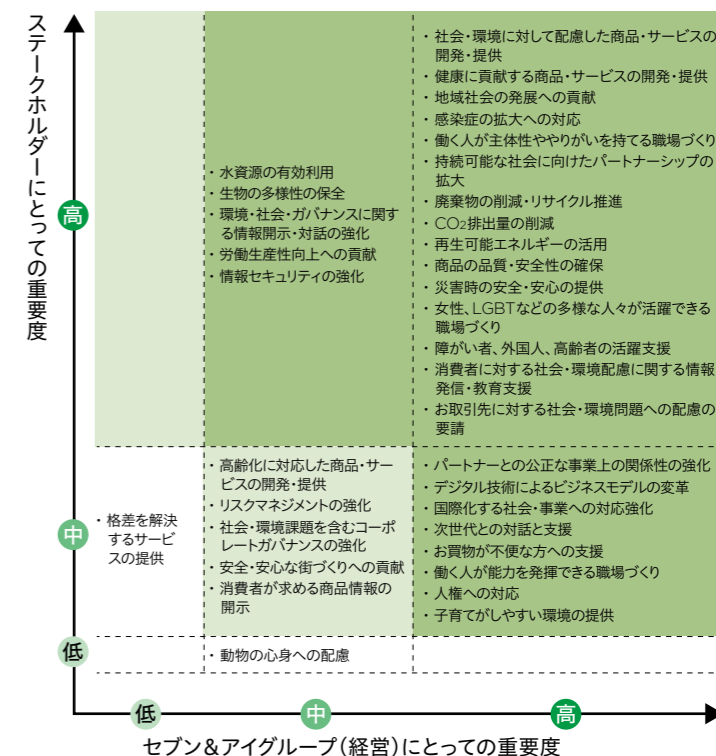 ステークホルダーにとっての重要度
高
・水資源の有効利用
・生物の多様性の保全
・環境・社会・ガバナンスに関す
る情報開示・対話の強化
・労働生産性向上への貢献
・情報セキュリティの強化
・社会・環境に対して配慮した商品・サービスの
開発・提供
・健康に貢献する商品・サービスの開発・提供
・地域社会の発展への貢献
・感染症の拡大への対応
・働く人が主体性ややりがいを持てる職場づくり
・持続可能な社会に向けたパートナーシップの
拡大
・廃棄物の削減・リサイクル推進
・CO2排出量の削減
・再生可能エネルギーの活用
・商品の品質・安全性の確保
・災害時の安全・安心の提供
・女性、LGBTなどの多様な人々が活躍できる
職場づくり
・障がい者、外国人、高齢者の活躍支援
・消費者に対する社会・環境配慮に関する情報
発信・教育支援
・お取引先に対する社会・環境問題への配慮の
要請
中
・格差を解決
するサービ
スの提供
・高齢化に対応した商品・サー
ビスの開発・提供
・リスクマネジメントの強化
・社会・環境課題を含むコーポ
レートガバナンスの強化
・安全・安心な街づくりへの貢献
・消費者が求める商品情報の
開示
・パートナーとの公正な事業上の関係性の強化
・デジタル技術によるビジネスモデルの変革
・国際化する社会・事業への対応強化
・次世代との対話と支援
・お買物が不便な方への支援
・働く人が能力を発揮できる職場づくり
・人権への対応
・子育てがしやすい環境の提供
低
・動物の心身への配慮
低
中
高
セブン&アイグループ(経営)にとっての重要度